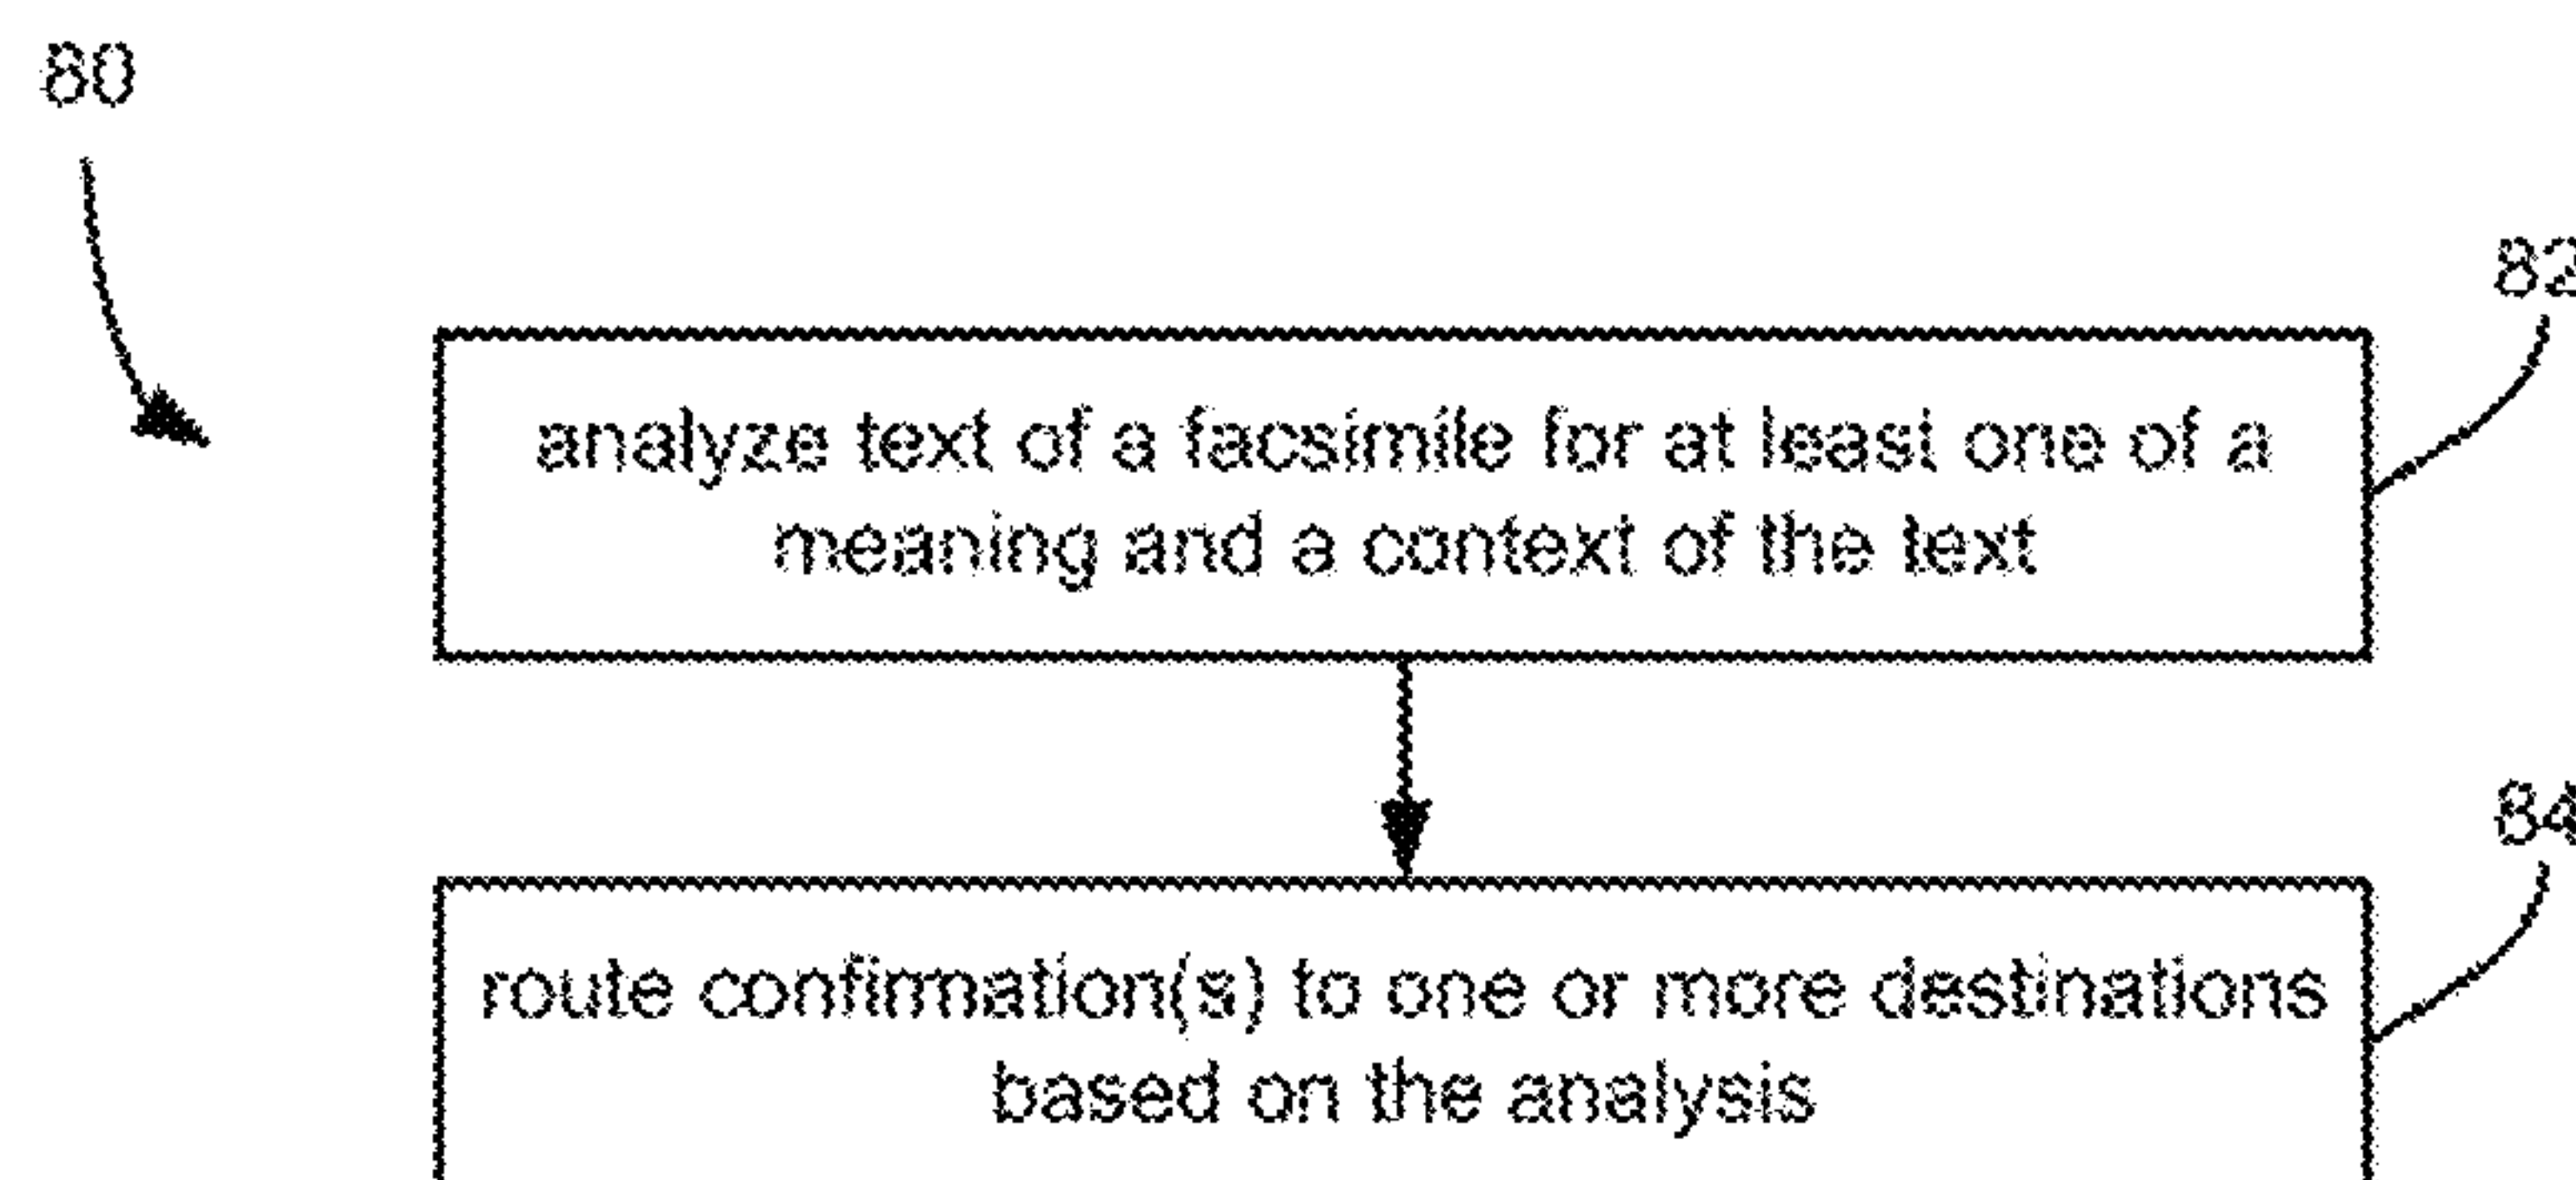 80
82
analyze text of a facsimile for at least one of a
meaning and a context of the text
84
route confirmation(s) to one or more destinations
based on the analysis